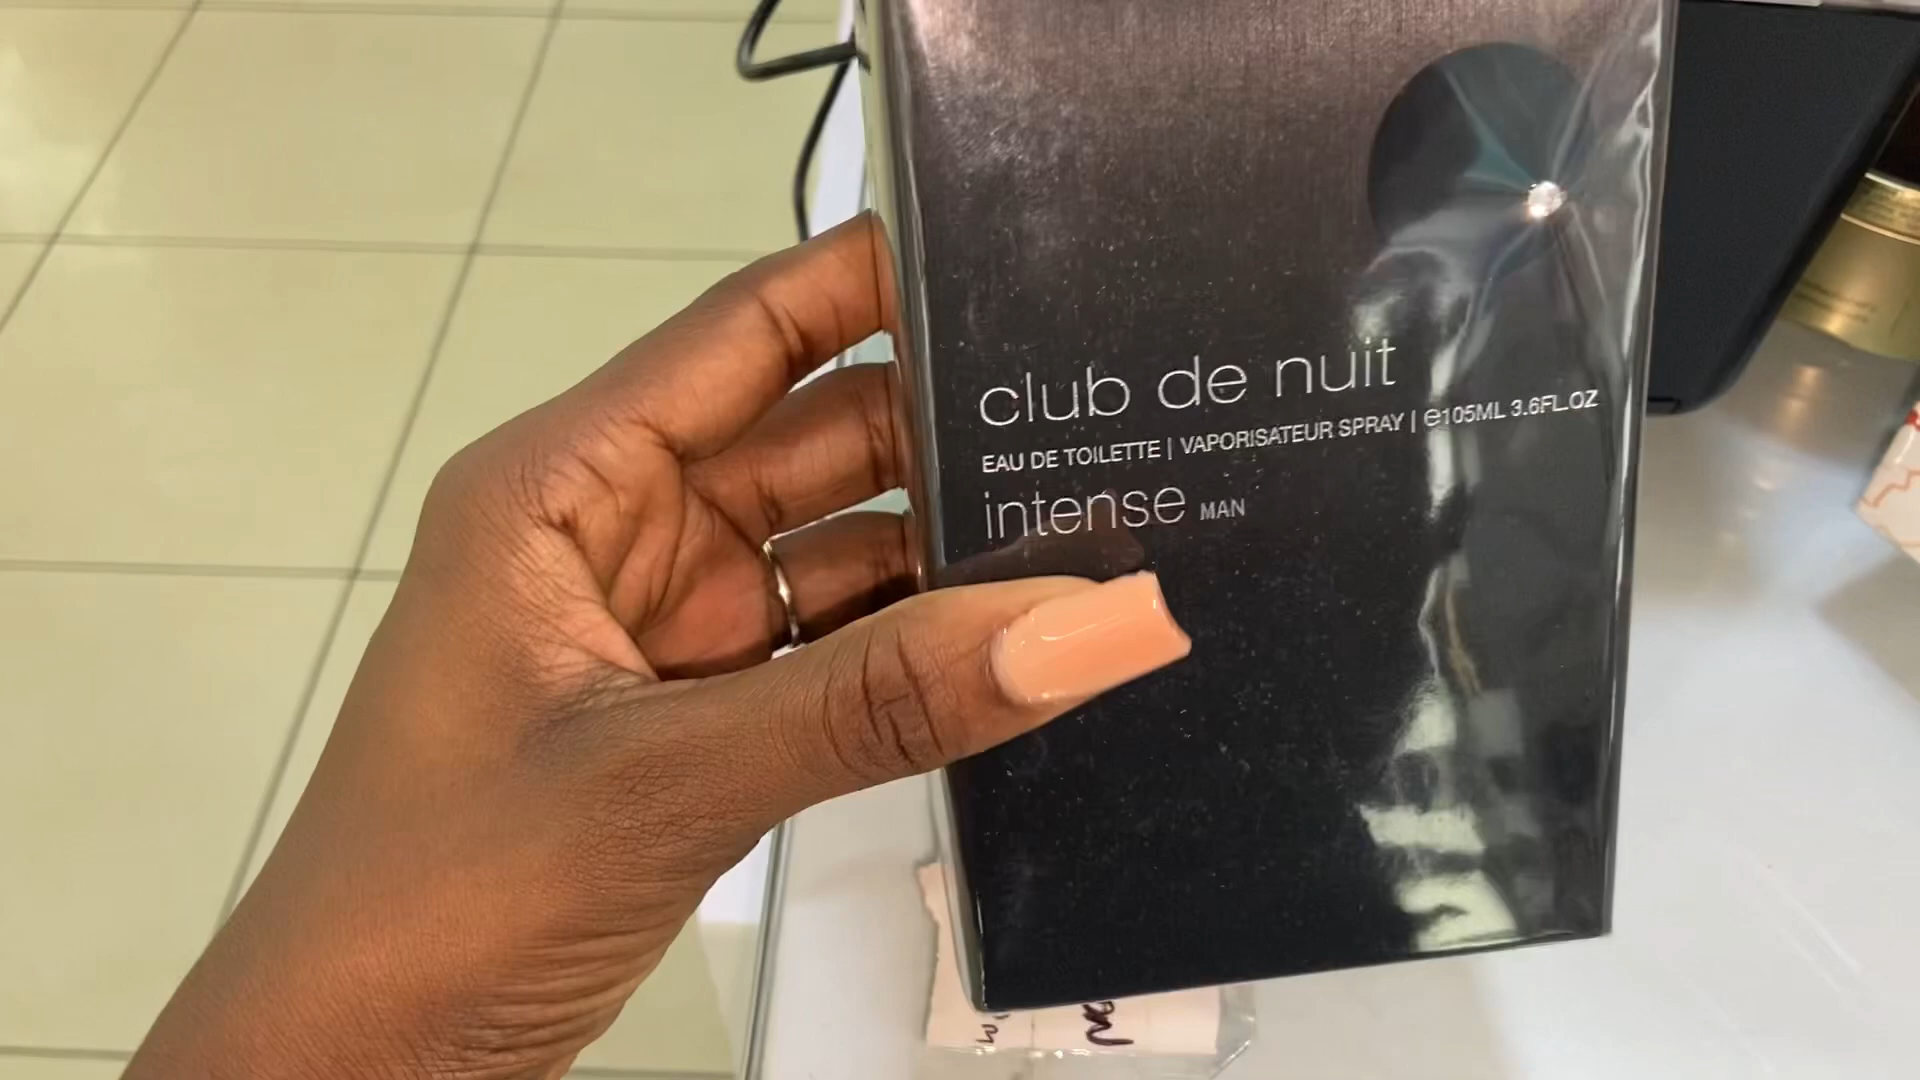 club de nuit
EAU DE TOILETTE | VAPORISATEUR SPRAY | ℮105ML 3.6FL.OZ
intense MAN